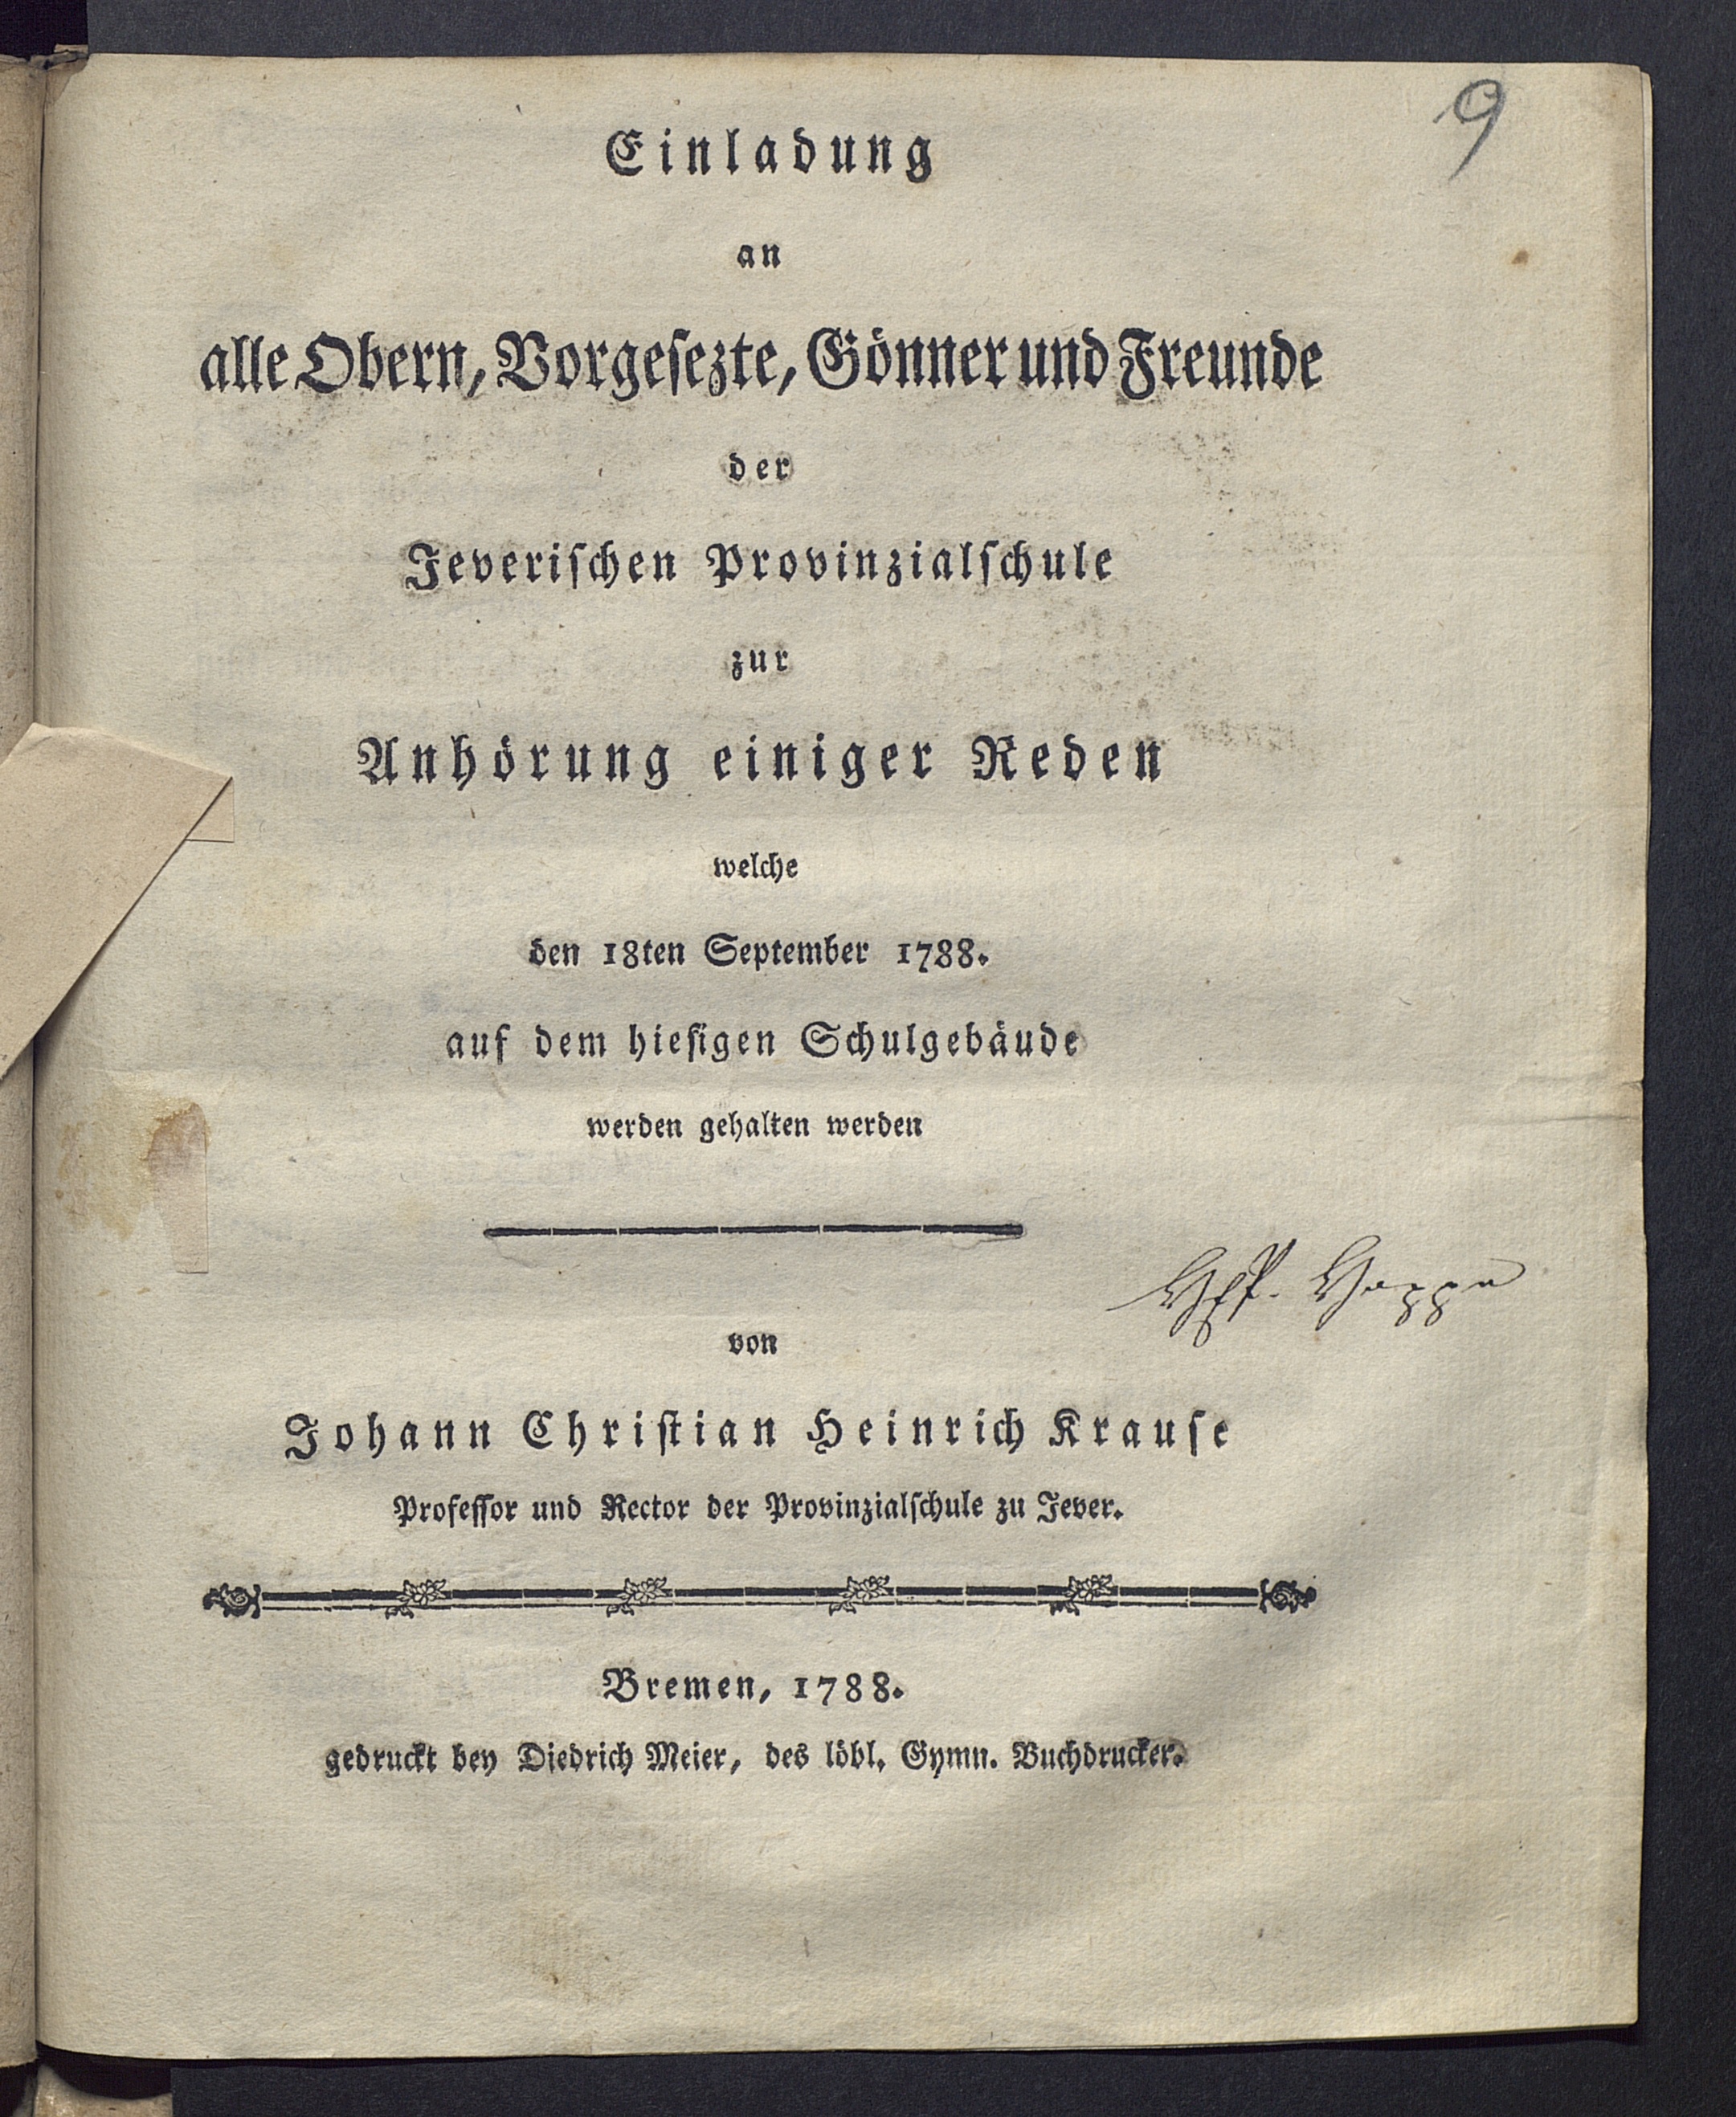 9
Einladung
an
alle Obern, Vorgesezte, Gönner und Freunde
der
Jeverischen Provinzialschule
zur
Anhörung einiger Reden
welche
den 18ten September 1788.
auf dem hiesigen Schulgebäude
werden gehalten werden
von
Johann Christian Heinrich Krause
Professor und Rector der Provinzialschule zu Jever.
Bremen, 1788.
gedruckt bey Diedrich Meier, des löbl. Gymn. Buchdrucker.